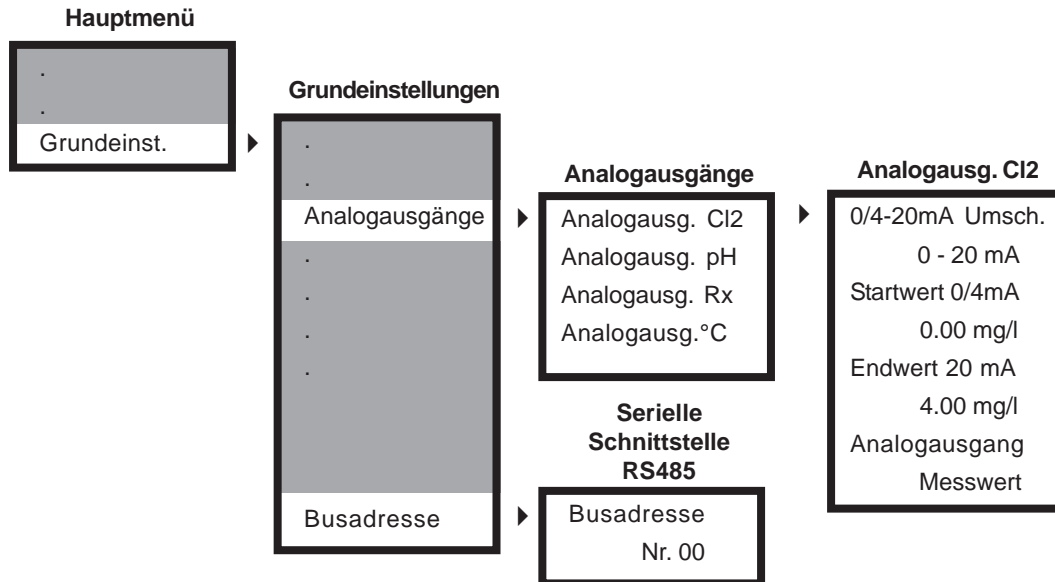 Hauptmenü
.
.
Grundeinst.
Grundeinstellungen
.
.
Analogausgänge
.
.
.
.
Busadresse
Analogausgänge
Analogausg. Cl2
Analogausg. pH
Analogausg. Rx
Analogausg.°C
Serielle
Schnittstelle
RS485
Busadresse
Nr. 00
Analogausg. Cl2
0/4-20mA Umsch.
0 - 20 mA
Startwert 0/4mA
0.00 mg/l
Endwert 20 mA
4.00 mg/l
Analogausgang
Messwert